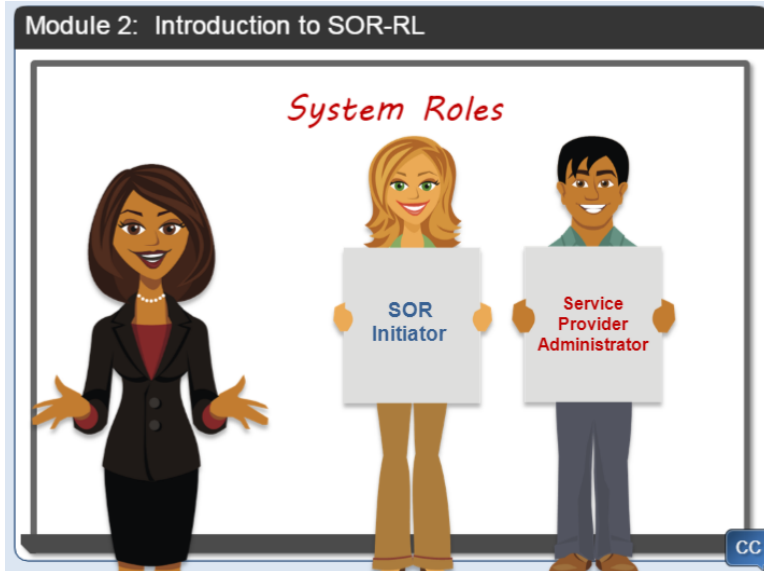 Module 2: Introduction to SOR-RL
System Roles
SOR
Initiator
Service
Provider
Administrator
CC